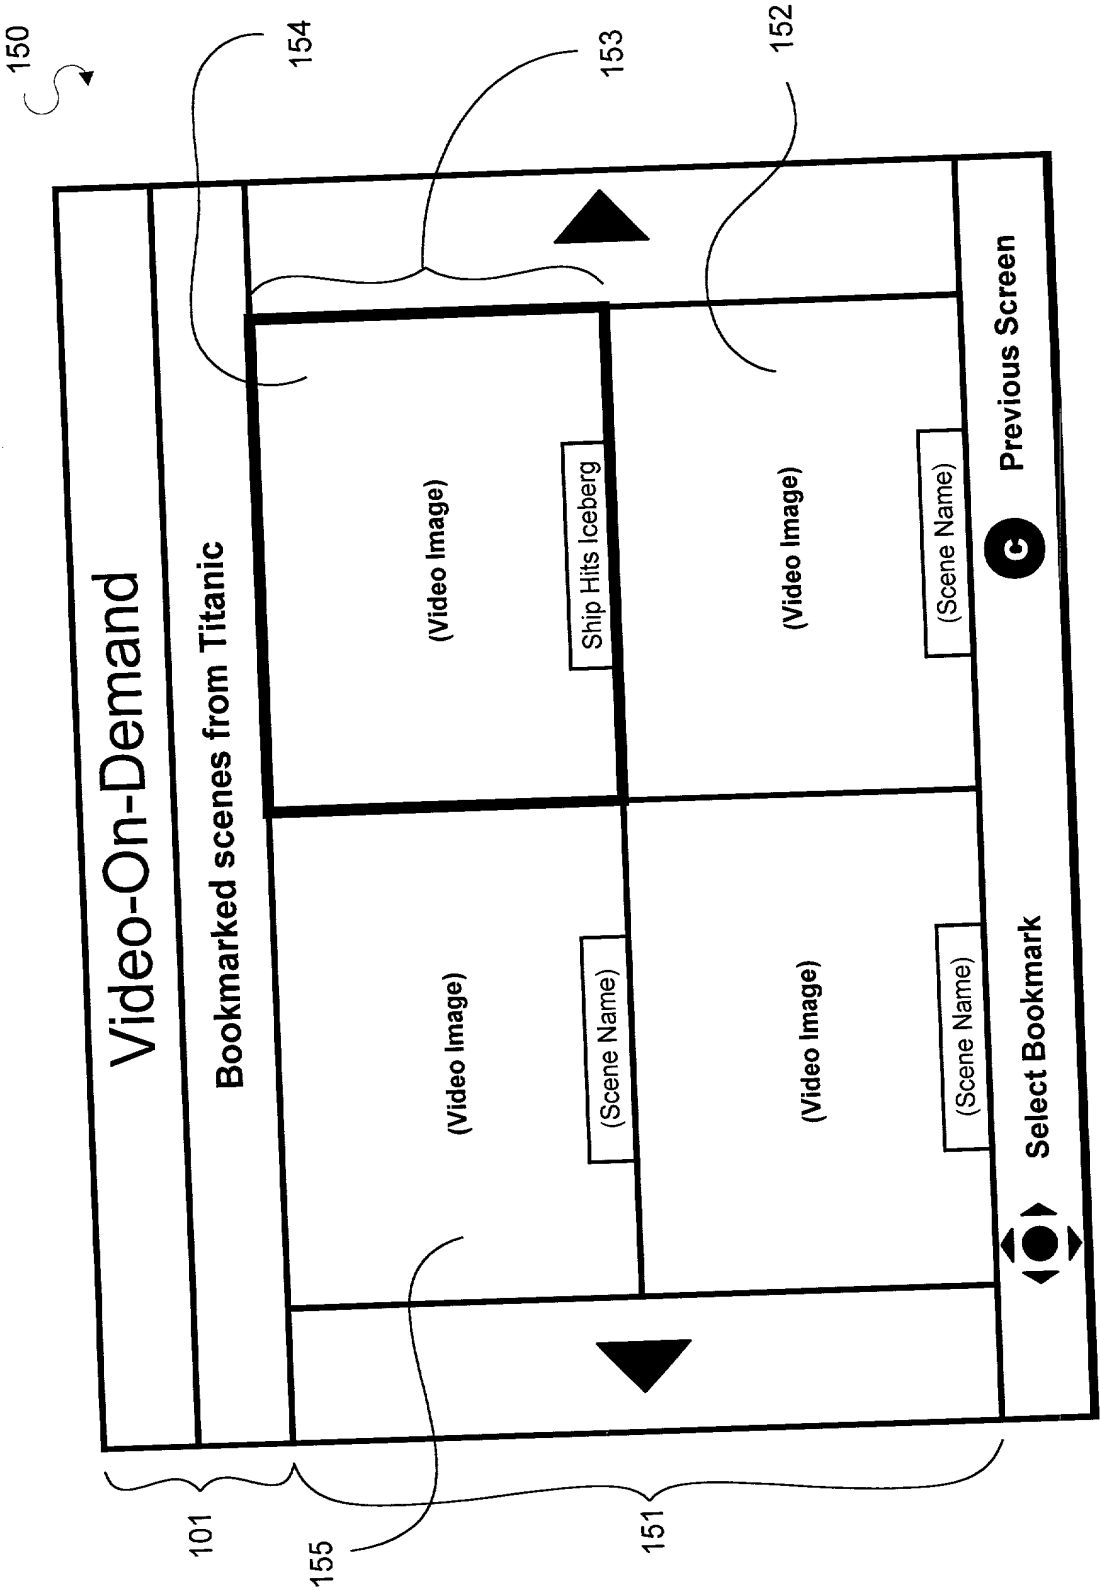 150
Video-On-Demand
101
Bookmarked scenes from Titanic
155
154
(Video Image)
(Video Image)
153
(Scene Name)
Ship Hits Iceberg
151
(Video Image)
(Video Image)
152
(Scene Name)
(Scene Name)
Select Bookmark
C Previous Screen